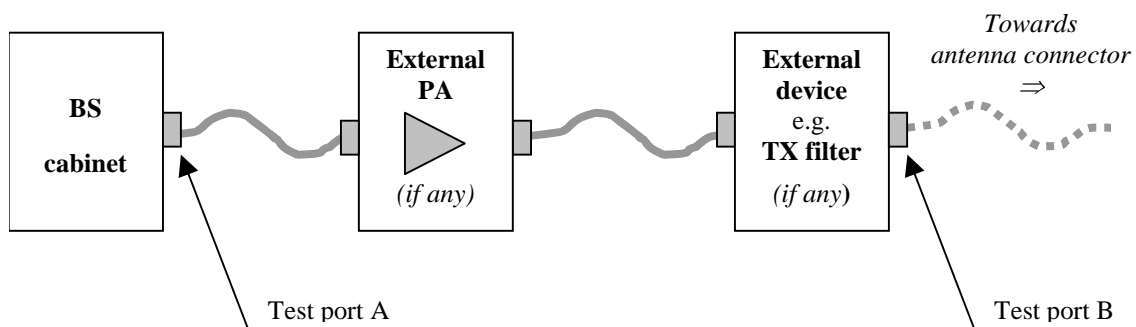 BS
cabinet
External
PA
(if any)
External
device
e.g.
TX filter
(if any)
Towards
antenna connector
⇒
Test port A
Test port B